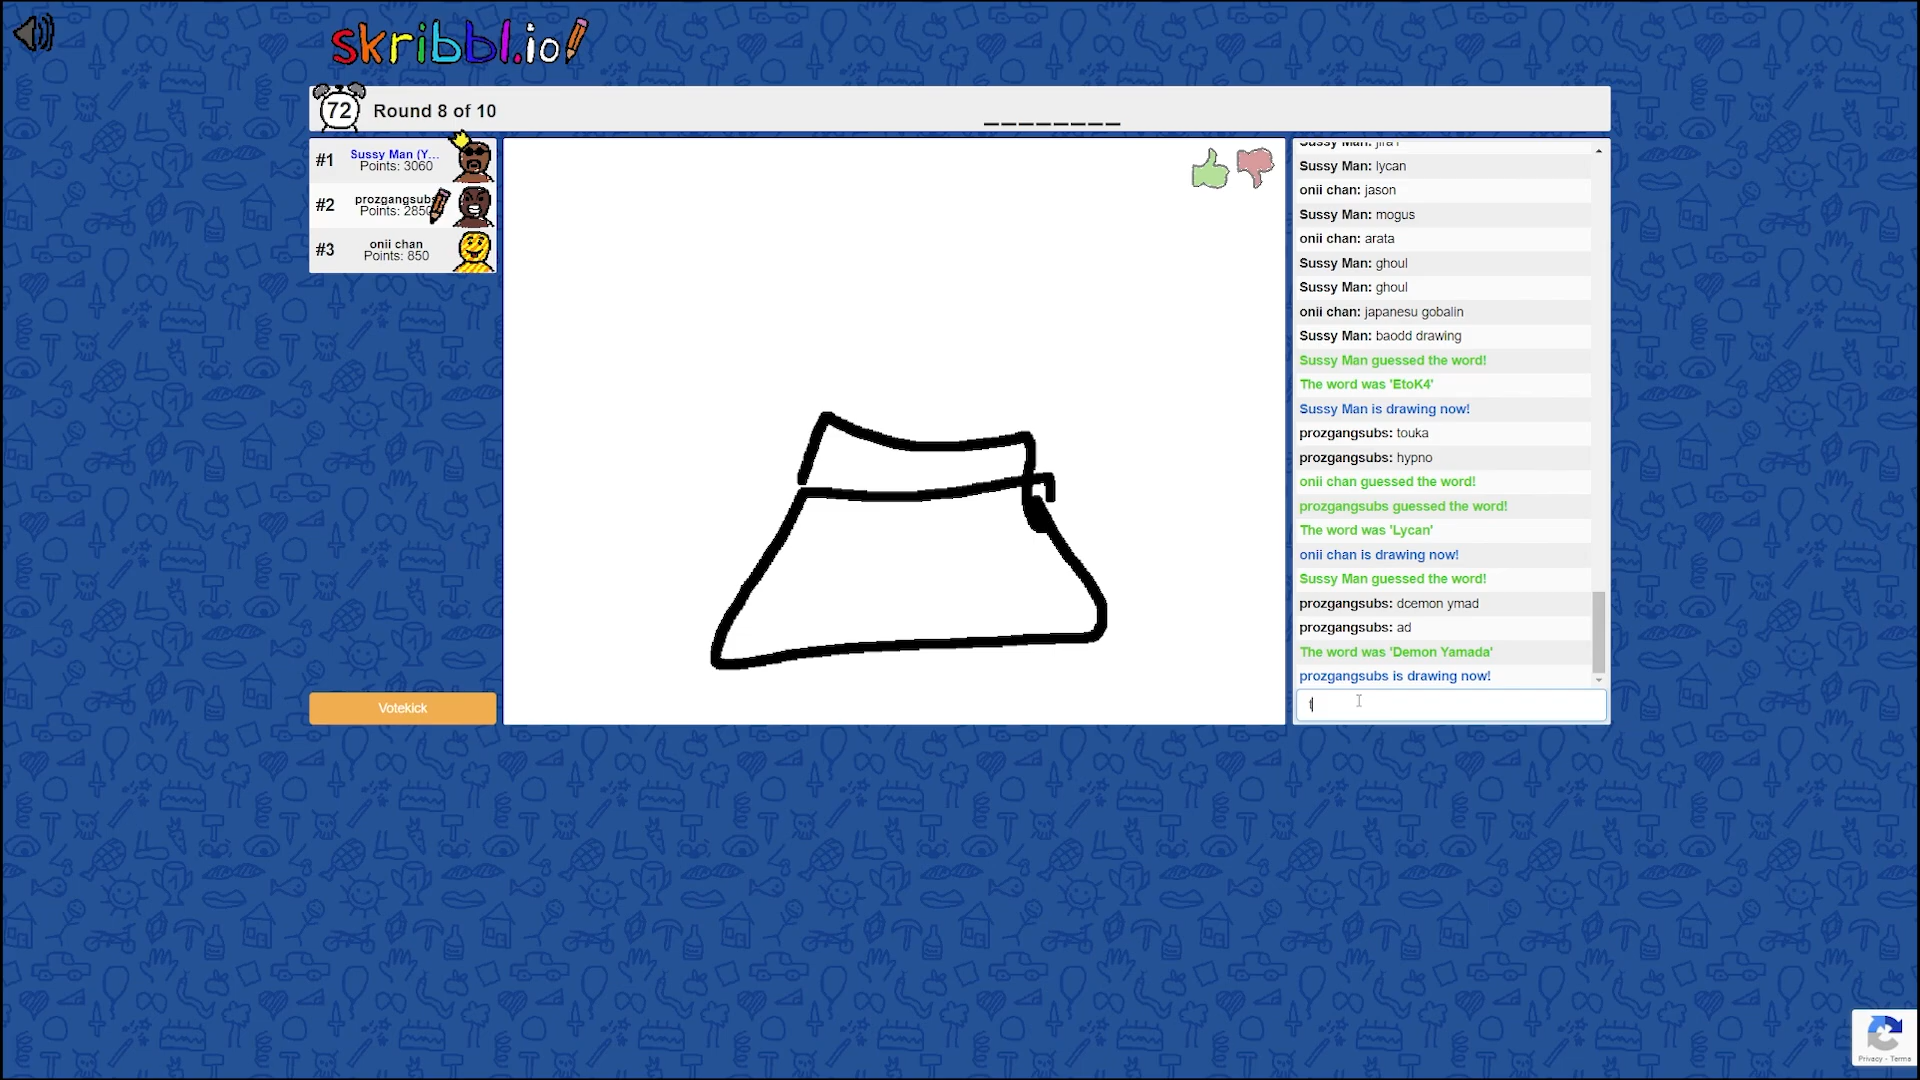 skribbl.io
72
Round 8 of 10
________
#1
Sussy Man (Y...
Points: 3060
#2
prozgangsubs
Points: 2850
#3
onii chan
Points: 850
Votekick
Sussy Man: lycan
onii chan: jason
Sussy Man: mogus
onii chan: arata
Sussy Man: ghoul
Sussy Man: ghoul
onii chan: japanesu gobalin
Sussy Man: baodd drawing
Sussy Man guessed the word!
The word was 'EtoK4'
Sussy Man is drawing now!
prozgangsubs: touka
prozgangsubs: hypno
onii chan guessed the word!
prozgangsubs guessed the word!
The word was 'Lycan'
onii chan is drawing now!
Sussy Man guessed the word!
prozgangsubs: dcemon ymad
prozgangsubs: ad
The word was 'Demon Yamada'
prozgangsubs is drawing now!
t
Privacy - Terms